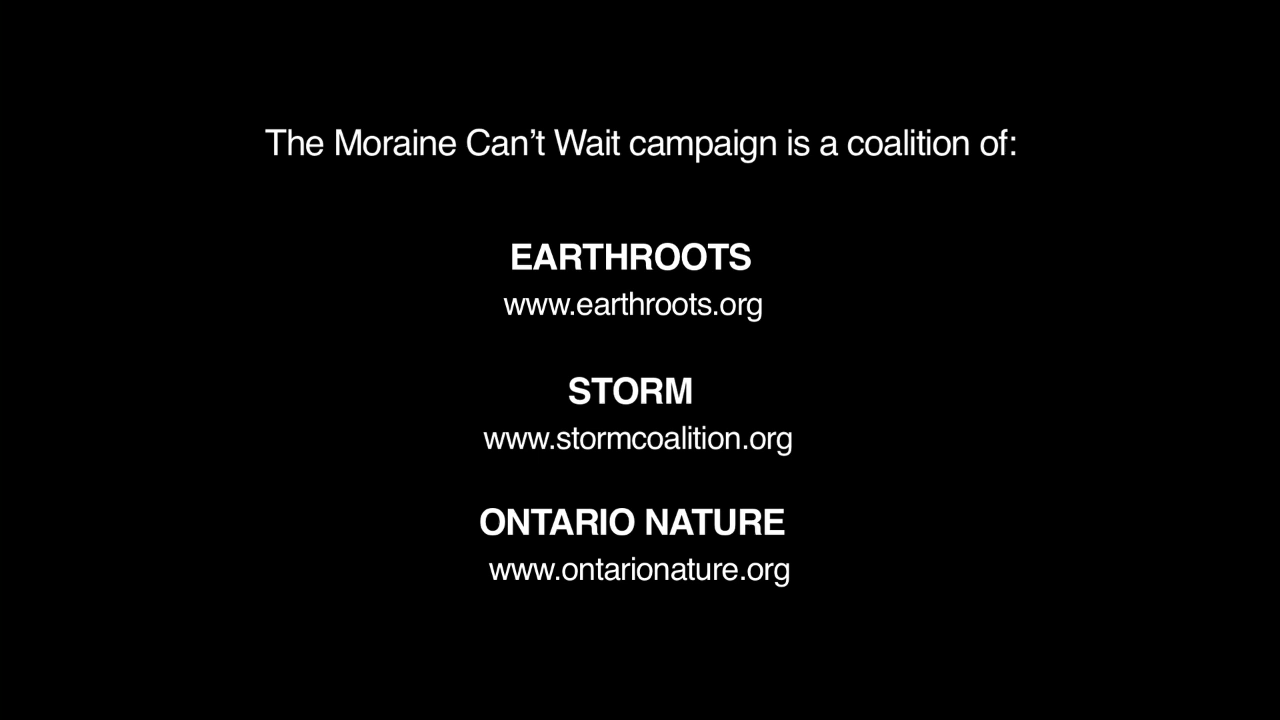 The Moraine Can’t Wait campaign is a coalition of:
EARTHROOTS
www.earthroots.org
STORM
www.stormcoalition.org
ONTARIO NATURE
www.ontarionature.org